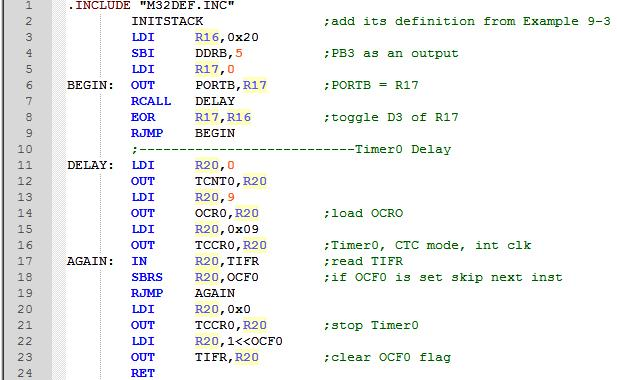 1 .INCLUDE "M32DEF.INC"
2 INITSTACK ;add its definition from Example 9-3
3 LDI R16,0x20
4 SBI DDRB,5 ;PB3 as an output
5 LDI R17,0
6 BEGIN: OUT PORTB,R17 ;PORTB = R17
7 RCALL DELAY
8 EOR R17,R16 ;toggle D3 of R17
9 RJMP BEGIN
10 ;---------------------------Timer0 Delay
11 DELAY: LDI R20,0
12 OUT TCNT0,R20
13 LDI R20,9
14 OUT OCR0,R20 ;load OCRO
15 LDI R20,0x09
16 OUT TCCR0,R20 ;Timer0, CTC mode, int clk
17 AGAIN: IN R20,TIFR ;read TIFR
18 SBRS R20,OCF0 ;if OCF0 is set skip next inst
19 RJMP AGAIN
20 LDI R20,0x0
21 OUT TCCR0,R20 ;stop Timer0
22 LDI R20,1<<OCF0
23 OUT TIFR,R20 ;clear OCF0 flag
24 RET